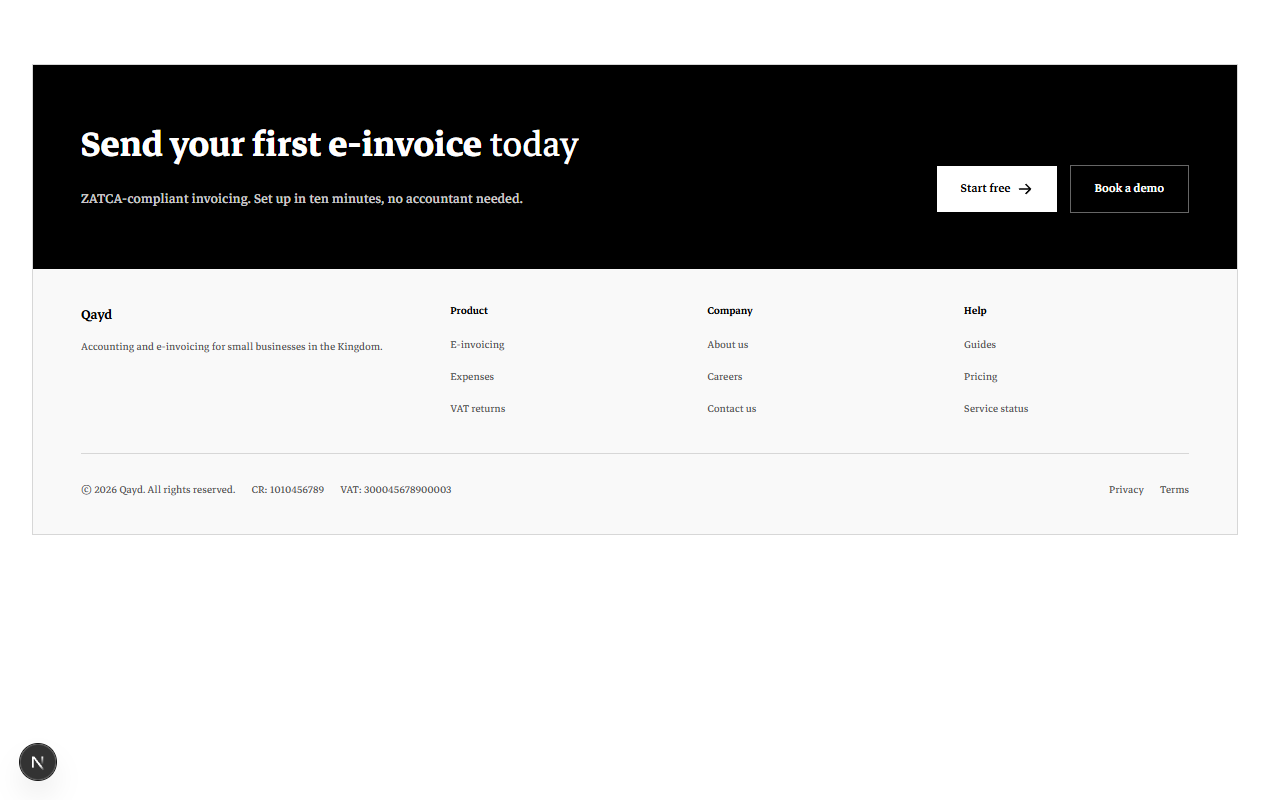 Send your first e-invoice today
ZATCA-compliant invoicing. Set up in ten minutes, no accountant needed.
Start free
Book a demo
Qayd
Accounting and e-invoicing for small businesses in the Kingdom.
Product
E-invoicing
Expenses
VAT returns
Company
About us
Careers
Contact us
Help
Guides
Pricing
Service status
© 2026 Qayd. All rights reserved. CR: 1010456789 VAT: 300045678900003
Privacy Terms
N